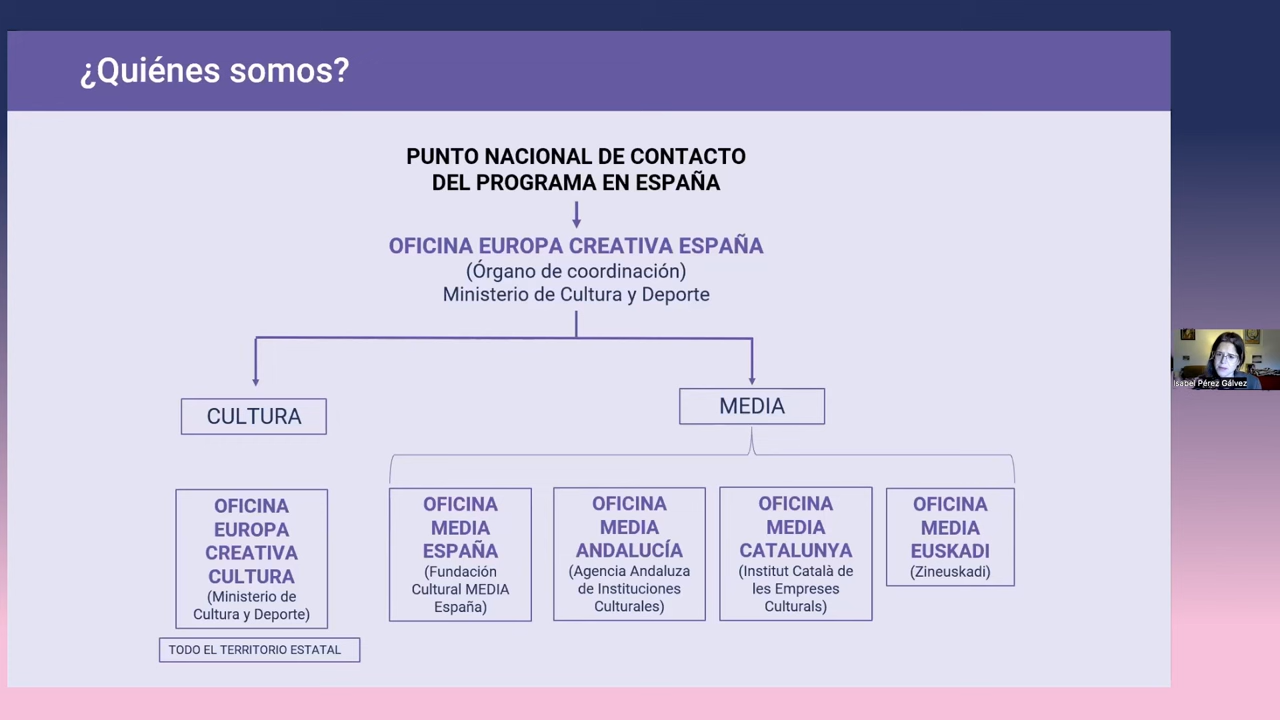 ¿Quiénes somos?
PUNTO NACIONAL DE CONTACTO
DEL PROGRAMA EN ESPAÑA
OFICINA EUROPA CREATIVA ESPAÑA
(Órgano de coordinación)
Ministerio de Cultura y Deporte
CULTURA
MEDIA
OFICINA
EUROPA
CREATIVA
CULTURA
(Ministerio de
Cultura y Deporte)
TODO EL TERRITORIO ESTATAL
OFICINA
MEDIA
ESPAÑA
(Fundación
Cultural MEDIA
España)
OFICINA
MEDIA
ANDALUCÍA
(Agencia Andaluza
de Instituciones
Culturales)
OFICINA
MEDIA
CATALUNYA
(Institut Català de
les Empreses
Culturals)
OFICINA
MEDIA
EUSKADI
(Zineuskadi)
Isabel Pérez Gálvez